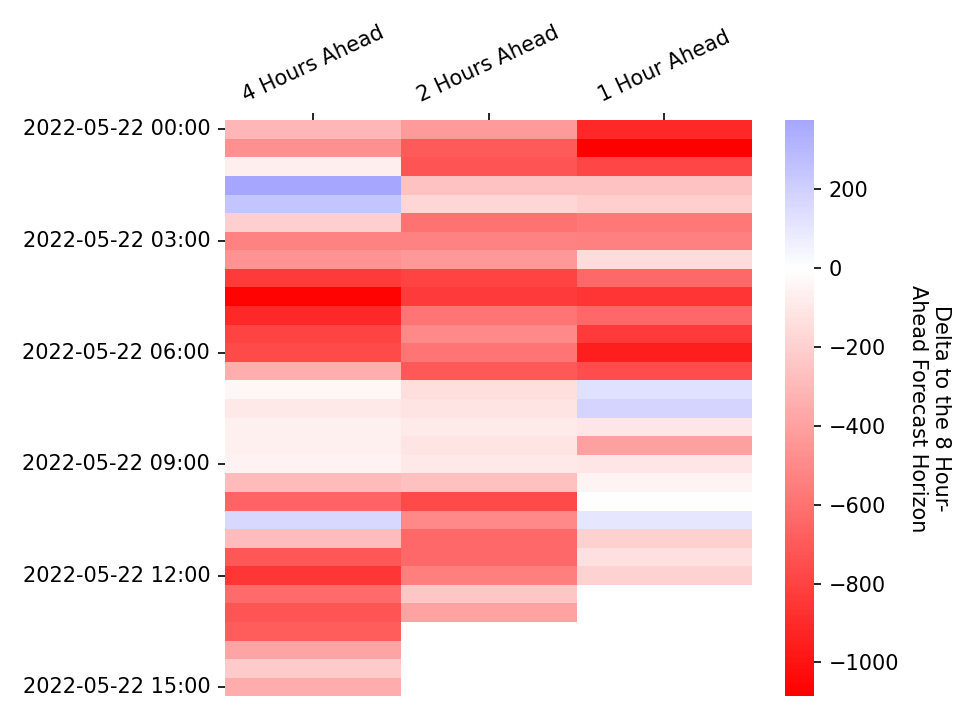 4 Hours Ahead
2 Hours Ahead
1 Hour Ahead
2022-05-22 00:00
2022-05-22 03:00
2022-05-22 06:00
2022-05-22 09:00
2022-05-22 12:00
2022-05-22 15:00
200
0
−200
−400
−600
−800
−1000
Delta to the 8 Hour-
Ahead Forecast Horizon